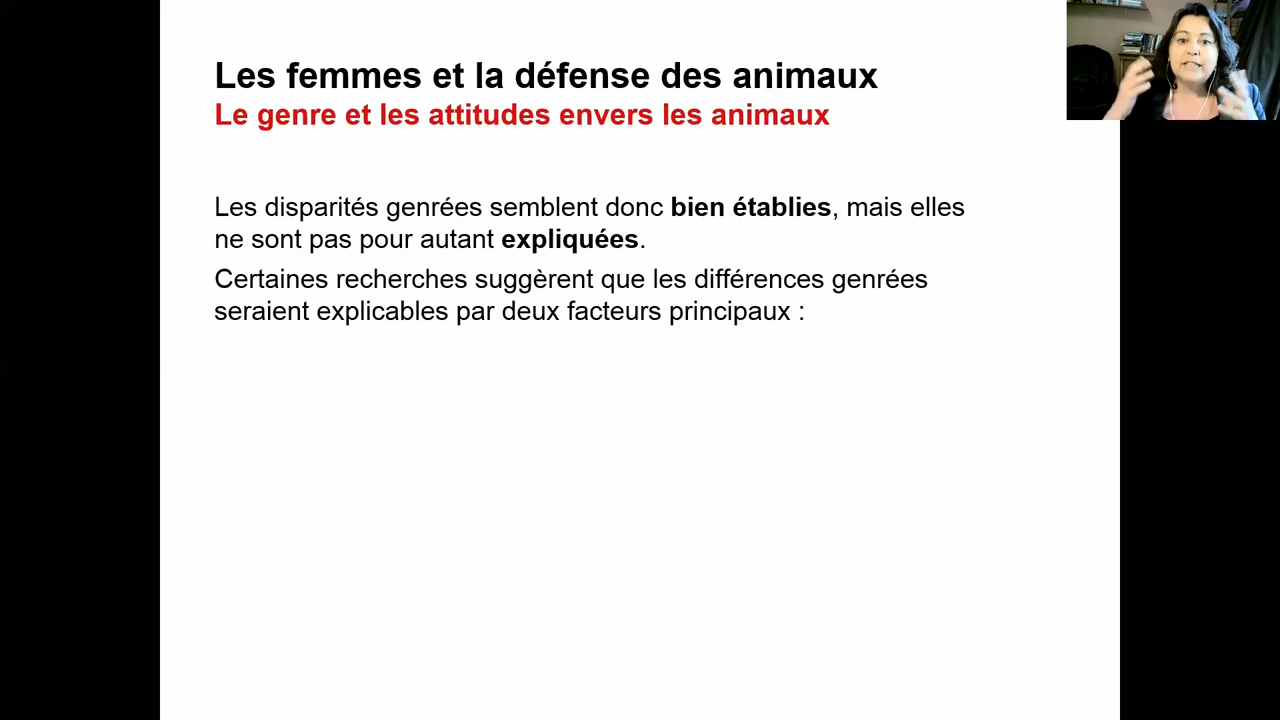 Les femmes et la défense des animaux
Le genre et les attitudes envers les animaux
Les disparités genrées semblent donc bien établies, mais elles
ne sont pas pour autant expliquées.
Certaines recherches suggèrent que les différences genrées
seraient explicables par deux facteurs principaux :